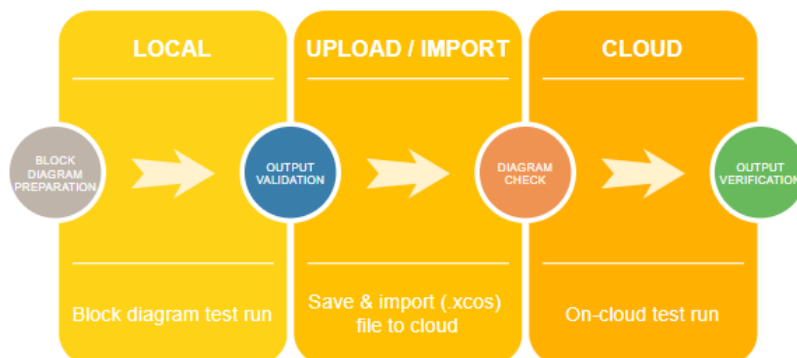 LOCAL
UPLOAD / IMPORT
CLOUD
BLOCK
DIAGRAM
PREPARATION
OUTPUT
VALIDATION
DIAGRAM
CHECK
OUTPUT
VERIFICATION
Block diagram test run
Save & import (.xcos)
file to cloud
On-cloud test run